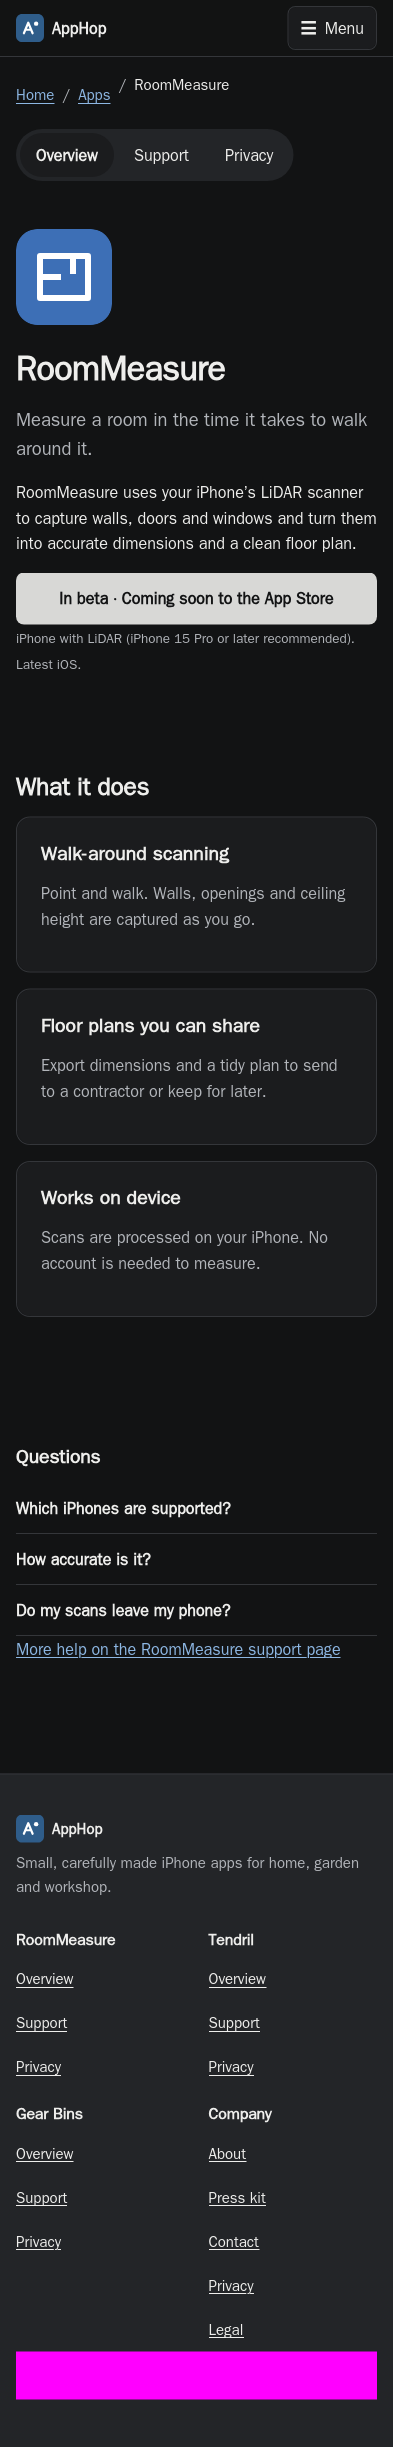 AppHop
Menu
Home / Apps / RoomMeasure
Overview Support Privacy
RoomMeasure
Measure a room in the time it takes to walk
around it.
RoomMeasure uses your iPhone's LiDAR scanner
to capture walls, doors and windows and turn them
into accurate dimensions and a clean floor plan.
In beta · Coming soon to the App Store
iPhone with LiDAR (iPhone 15 Pro or later recommended).
Latest iOS.
What it does
Walk-around scanning
Point and walk. Walls, openings and ceiling
height are captured as you go.
Floor plans you can share
Export dimensions and a tidy plan to send
to a contractor or keep for later.
Works on device
Scans are processed on your iPhone. No
account is needed to measure.
Questions
Which iPhones are supported?
How accurate is it?
Do my scans leave my phone?
More help on the RoomMeasure support page
AppHop
Small, carefully made iPhone apps for home, garden
and workshop.
RoomMeasure
Overview
Support
Privacy
Tendril
Overview
Support
Privacy
Gear Bins
Overview
Support
Privacy
Company
About
Press kit
Contact
Privacy
Legal